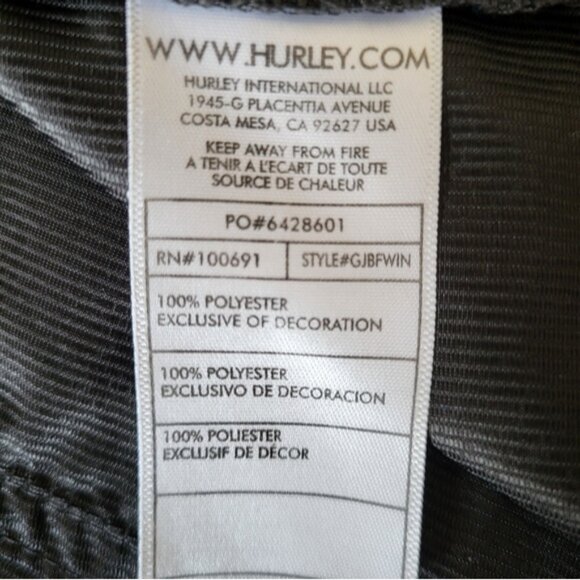 WWW.HURLEY.COM
HURLEY INTERNATIONAL LLC
1945-G PLACENTIA AVENUE
COSTA MESA, CA 92627 USA
KEEP AWAY FROM FIRE
A TENIR A L'ECART DE TOUTE
SOURCE DE CHALEUR
PO#6428601
RN#100691 STYLE#GJBFWIN
100% POLYESTER
EXCLUSIVE OF DECORATION
100% POLYESTER
EXCLUSIVO DE DECORACION
100% POLIESTER
EXCLUSIF DE DÉCOR